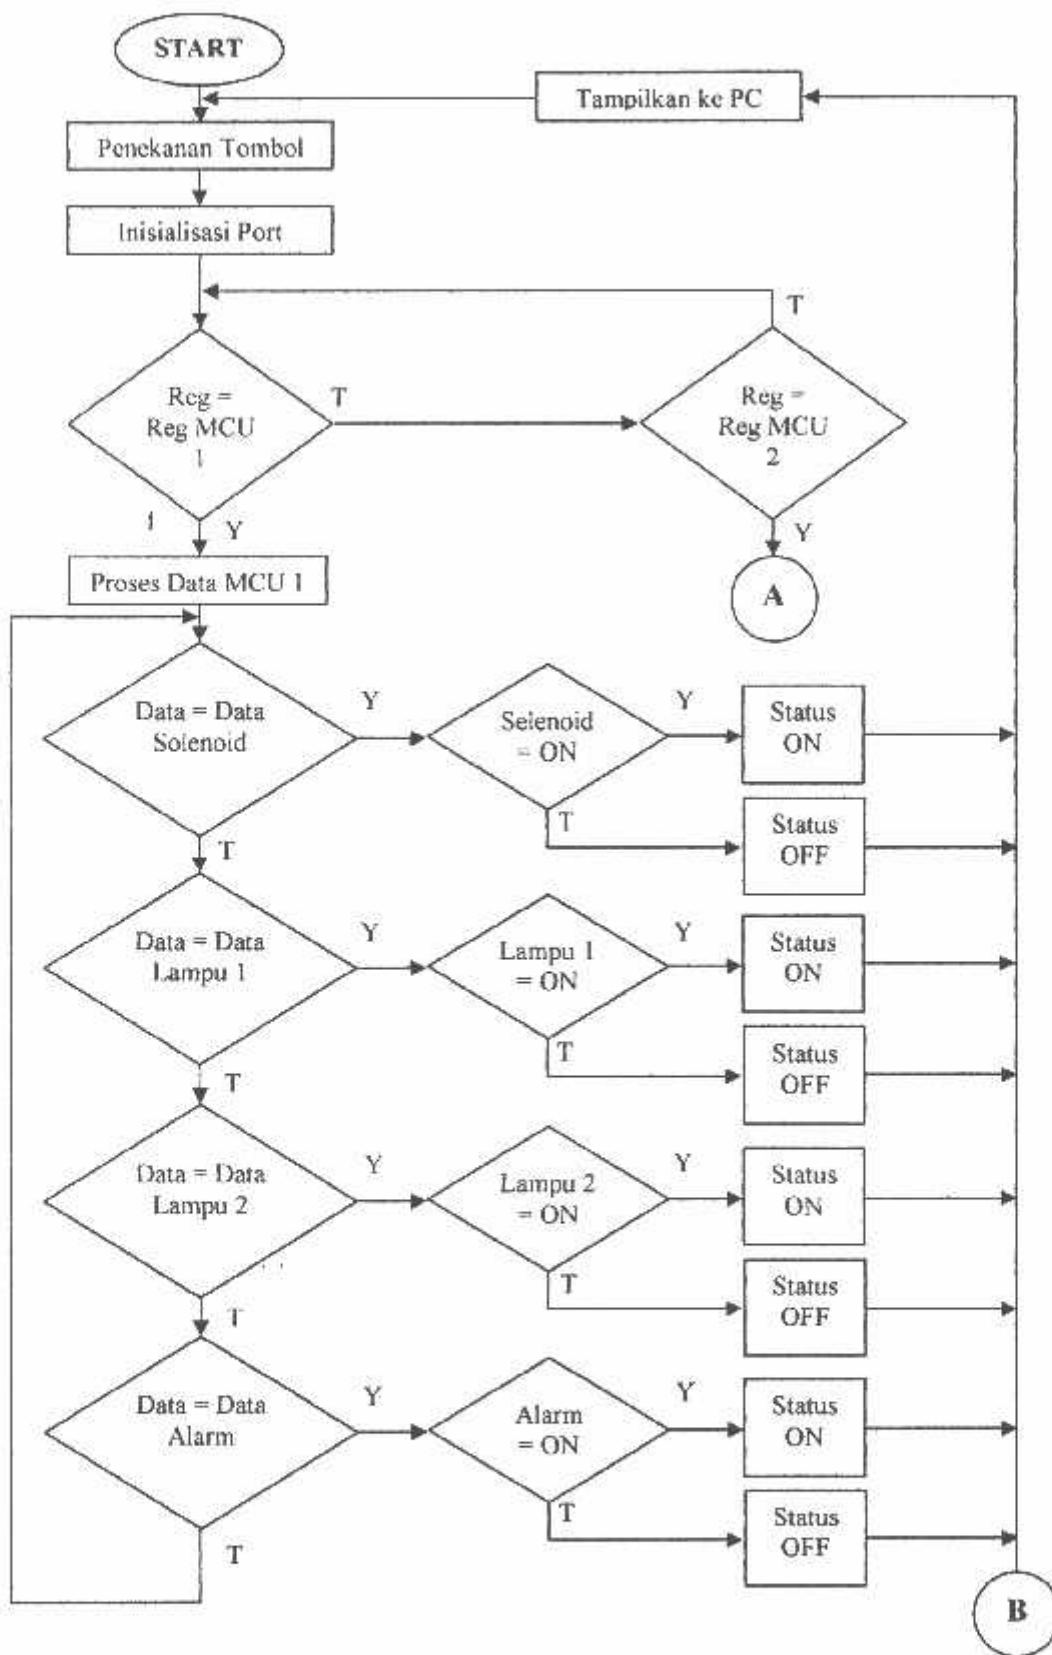 START
Tampilkan ke PC
Penekanan Tombol
Inisialisasi Port
T
Reg =
Reg MCU
1
T
Reg =
Reg MCU
2
Y
Y
Proses Data MCU 1
A
Data = Data
Solenoid
Y
Selenoid
= ON
Y
Status
ON
T
Status
OFF
T
Data = Data
Lampu 1
Y
Lampu 1
= ON
Y
Status
ON
T
Status
OFF
T
Data = Data
Lampu 2
Y
Lampu 2
= ON
Y
Status
ON
T
Status
OFF
T
Data = Data
Alarm
Y
Alarm
= ON
Y
Status
ON
T
Status
OFF
T
B